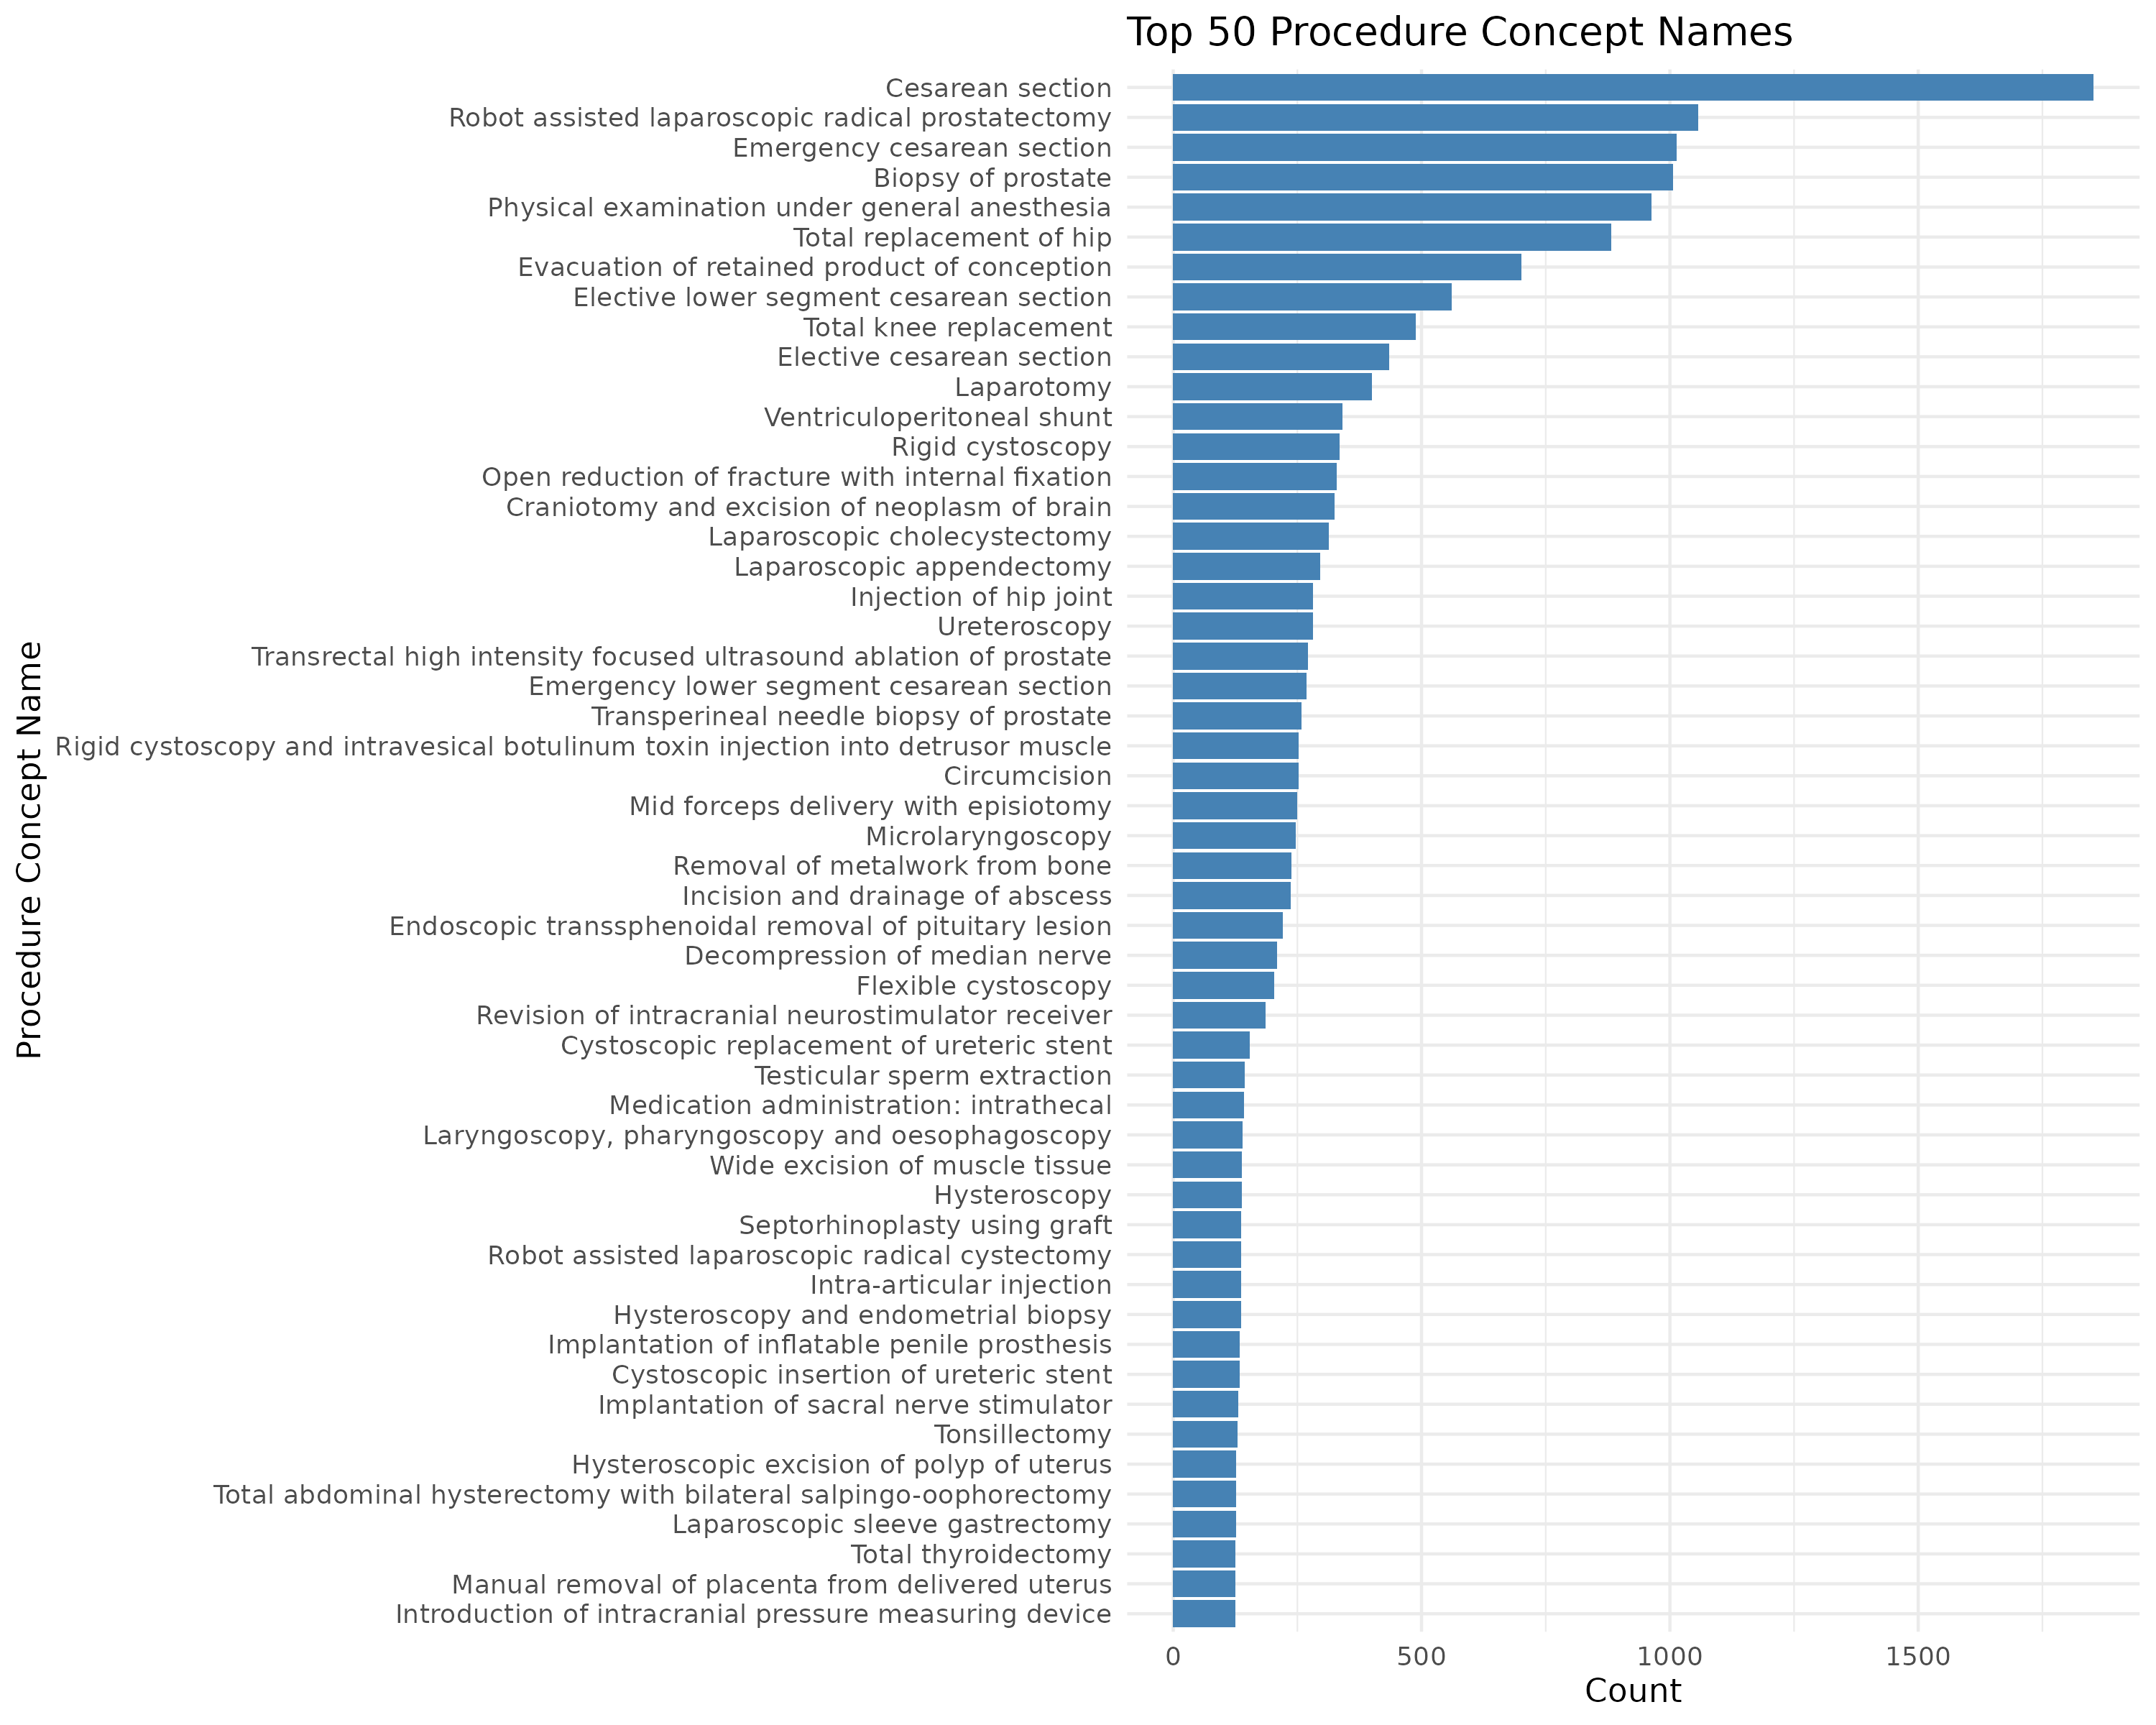 Top 50 Procedure Concept Names
Cesarean section
Robot assisted laparoscopic radical prostatectomy
Emergency cesarean section
Biopsy of prostate
Physical examination under general anesthesia
Total replacement of hip
Evacuation of retained product of conception
Elective lower segment cesarean section
Total knee replacement
Elective cesarean section
Laparotomy
Ventriculoperitoneal shunt
Rigid cystoscopy
Open reduction of fracture with internal fixation
Craniotomy and excision of neoplasm of brain
Laparoscopic cholecystectomy
Laparoscopic appendectomy
Injection of hip joint
Ureteroscopy
Transrectal high intensity focused ultrasound ablation of prostate
Emergency lower segment cesarean section
Transperineal needle biopsy of prostate
Rigid cystoscopy and intravesical botulinum toxin injection into detrusor muscle
Circumcision
Mid forceps delivery with episiotomy
Microlaryngoscopy
Removal of metalwork from bone
Incision and drainage of abscess
Endoscopic transsphenoidal removal of pituitary lesion
Decompression of median nerve
Flexible cystoscopy
Revision of intracranial neurostimulator receiver
Cystoscopic replacement of ureteric stent
Testicular sperm extraction
Medication administration: intrathecal
Laryngoscopy, pharyngoscopy and oesophagoscopy
Wide excision of muscle tissue
Hysteroscopy
Septorhinoplasty using graft
Robot assisted laparoscopic radical cystectomy
Intra-articular injection
Hysteroscopy and endometrial biopsy
Implantation of inflatable penile prosthesis
Cystoscopic insertion of ureteric stent
Implantation of sacral nerve stimulator
Tonsillectomy
Hysteroscopic excision of polyp of uterus
Total abdominal hysterectomy with bilateral salpingo-oophorectomy
Laparoscopic sleeve gastrectomy
Total thyroidectomy
Manual removal of placenta from delivered uterus
Introduction of intracranial pressure measuring device
Procedure Concept Name
0 500 1000 1500
Count